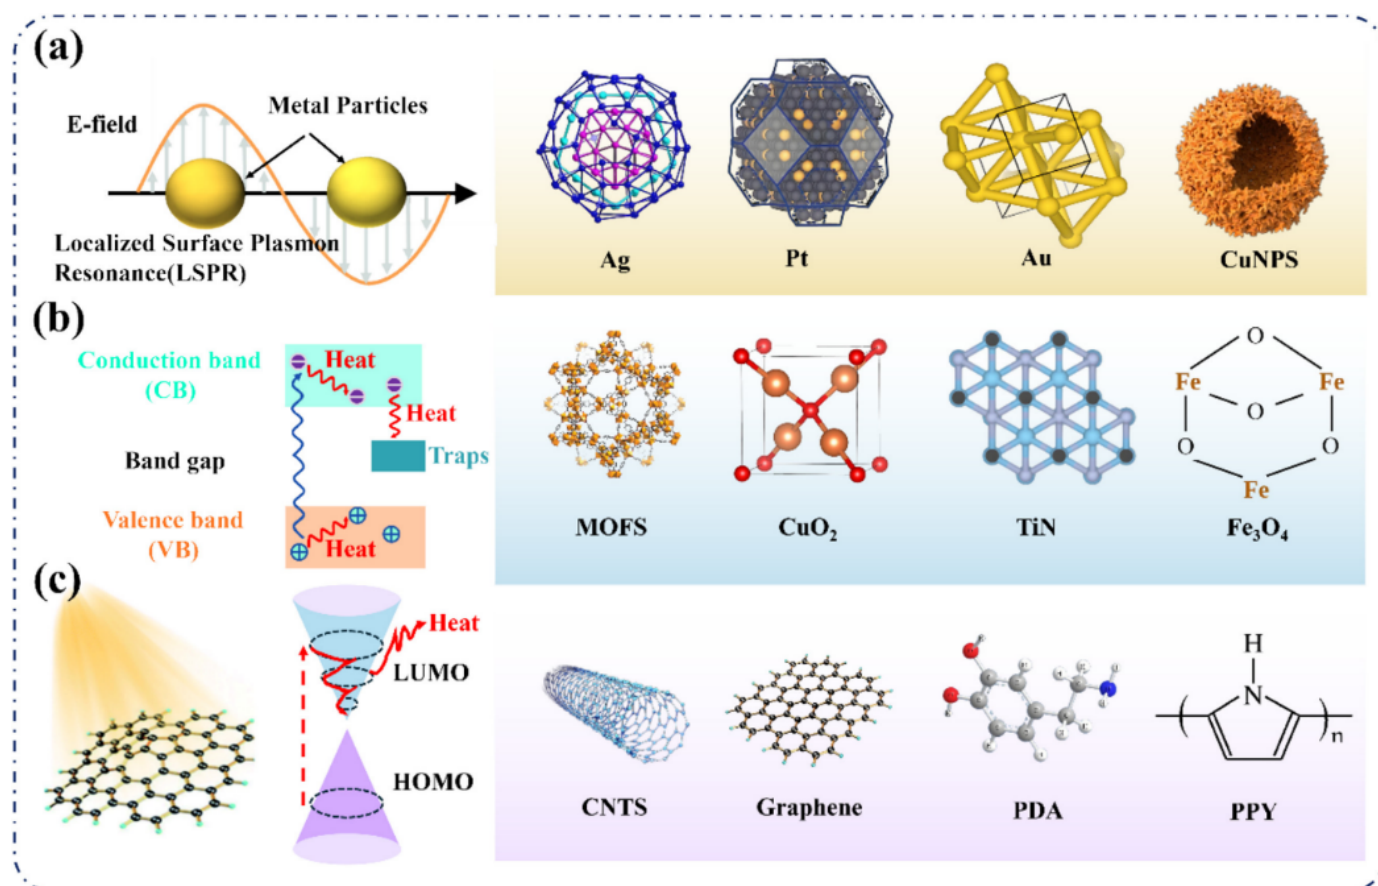 (a)
E-field
Metal Particles
Localized Surface Plasmon
Resonance(LSPR)
Ag
Pt
Au
CuNPS
(b)
Conduction band
(CB)
Heat
Heat
Traps
Band gap
Valence band
(VB)
Heat
MOFS
CuO₂
TiN
Fe
O
Fe
O
O
O
Fe
Fe₃O₄
(c)
Heat
LUMO
HOMO
CNTS
Graphene
PDA
H
N
n
PPY